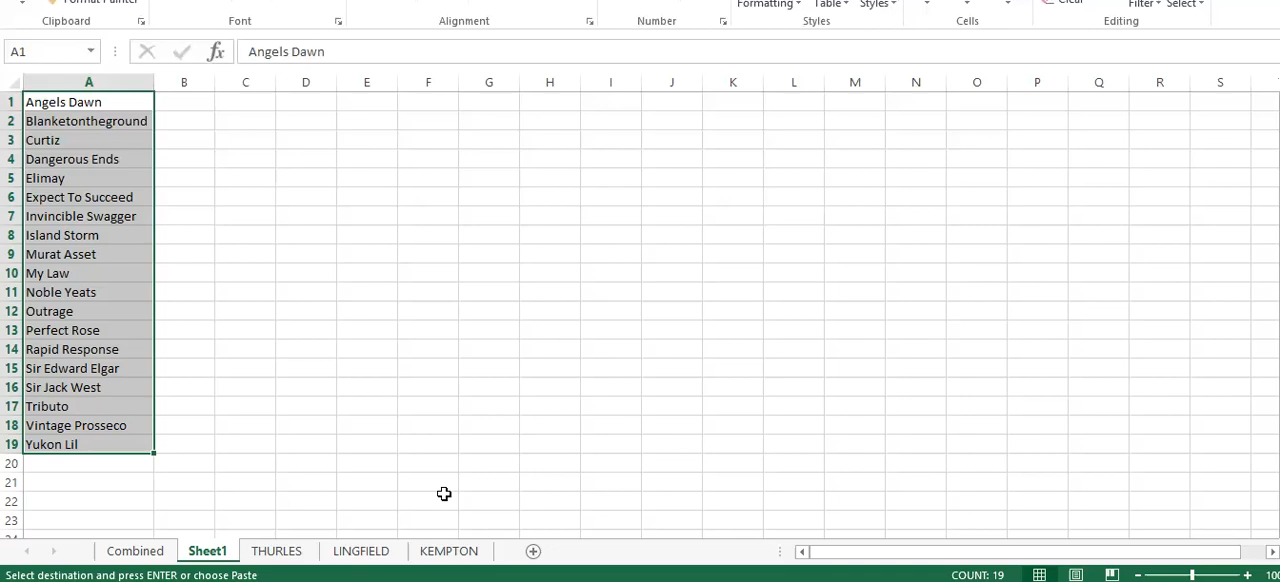 Format Painter
Formatting Table Styles
Clear
Filter Select
Clipboard Font Alignment Number Styles Cells Editing
A1 fx Angels Dawn
A B C D E F G H I J K L M N O P Q R S
1 Angels Dawn
2 Blanketontheground
3 Curtiz
4 Dangerous Ends
5 Elimay
6 Expect To Succeed
7 Invincible Swagger
8 Island Storm
9 Murat Asset
10 My Law
11 Noble Yeats
12 Outrage
13 Perfect Rose
14 Rapid Response
15 Sir Edward Elgar
16 Sir Jack West
17 Tributo
18 Vintage Prosseco
19 Yukon Lil
20
21
22
23
Combined Sheet1 THURLES LINGFIELD KEMPTON
Select destination and press ENTER or choose Paste COUNT: 19